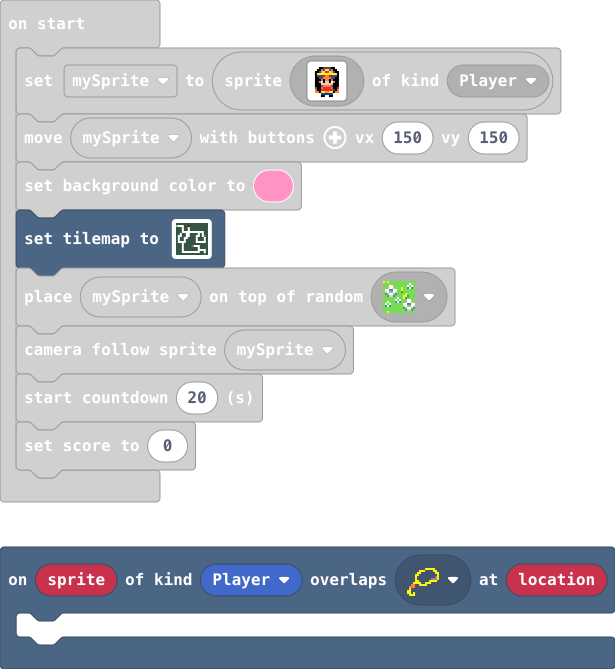 on start
set mySprite to sprite of kind Player
move mySprite with buttons vx 150 vy 150
set background color to
set tilemap to
place mySprite on top of random
camera follow sprite mySprite
start countdown 20 (s)
set score to 0
on sprite of kind Player overlaps at location